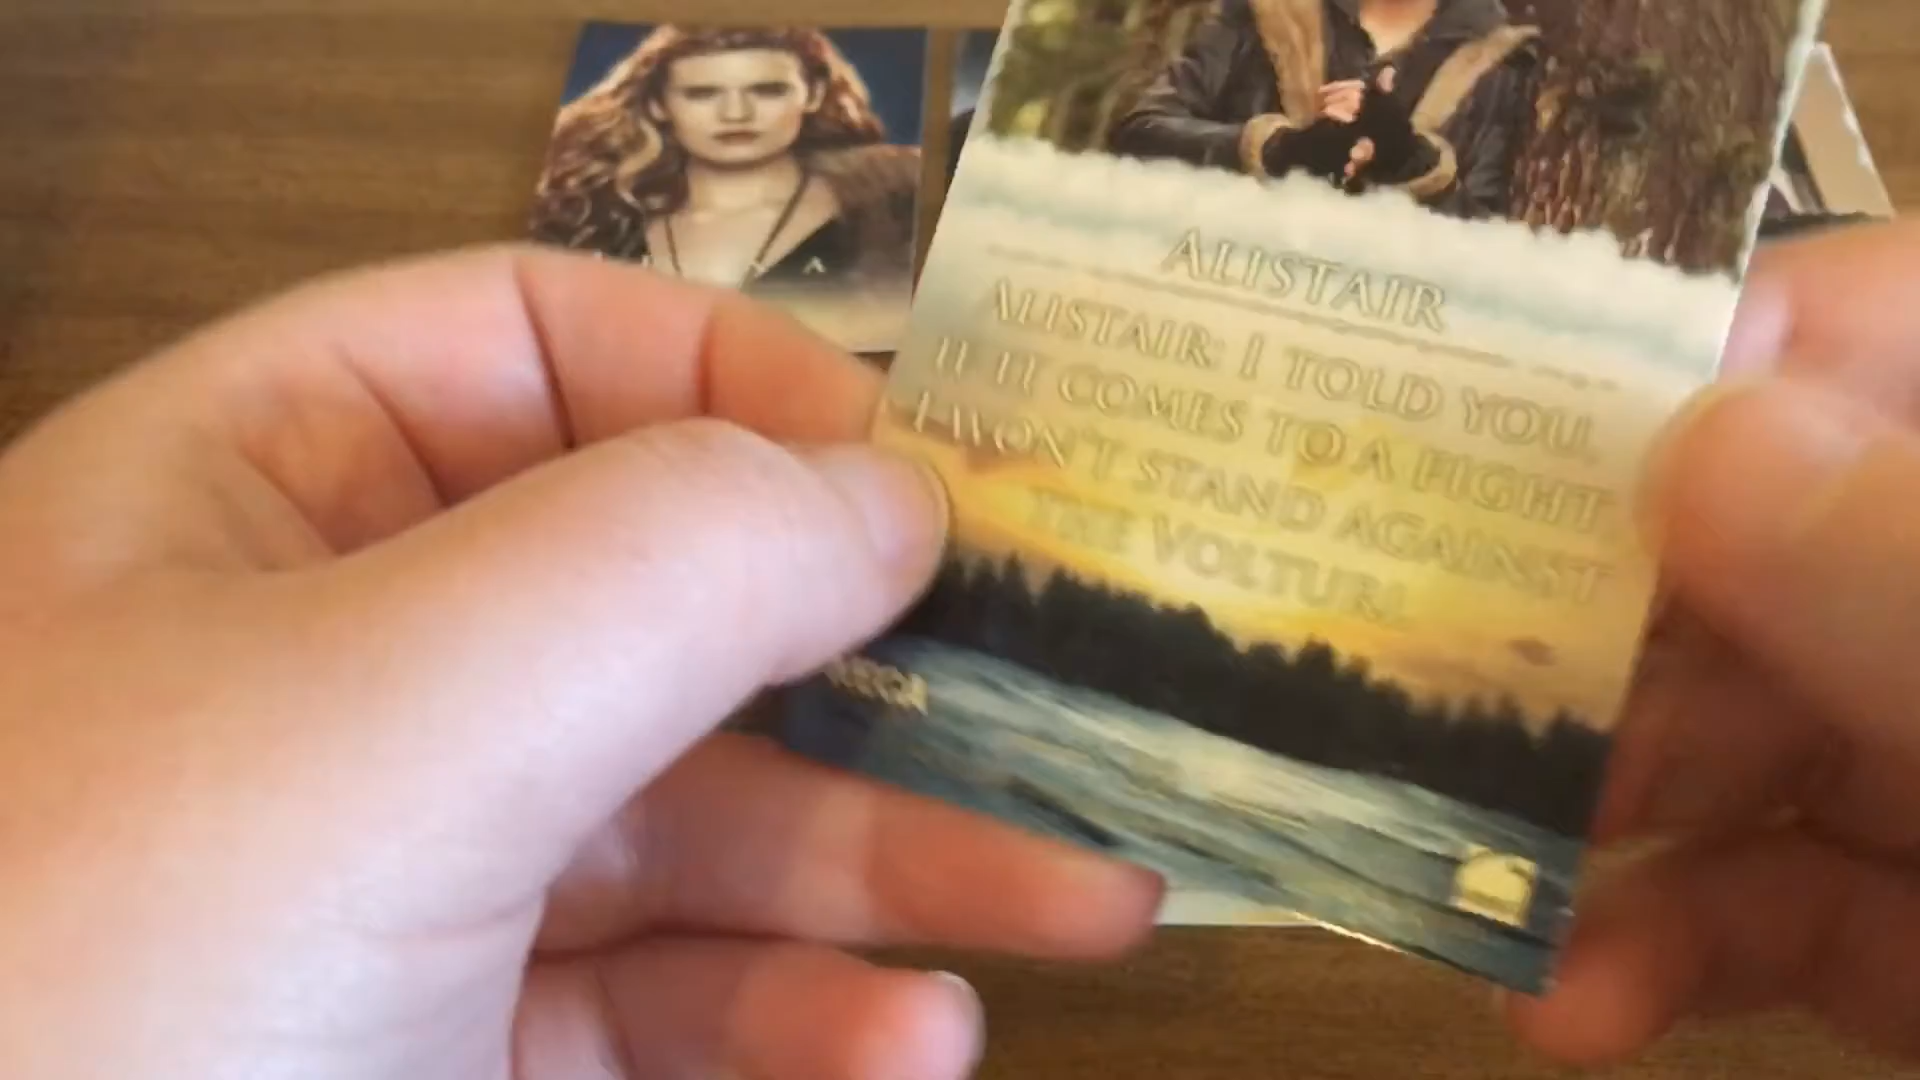 ALISTAIR
ALISTAIR: I TOLD YOU,
IF IT COMES TO A FIGHT,
I WON'T STAND AGAINST
THE VOLTURI.